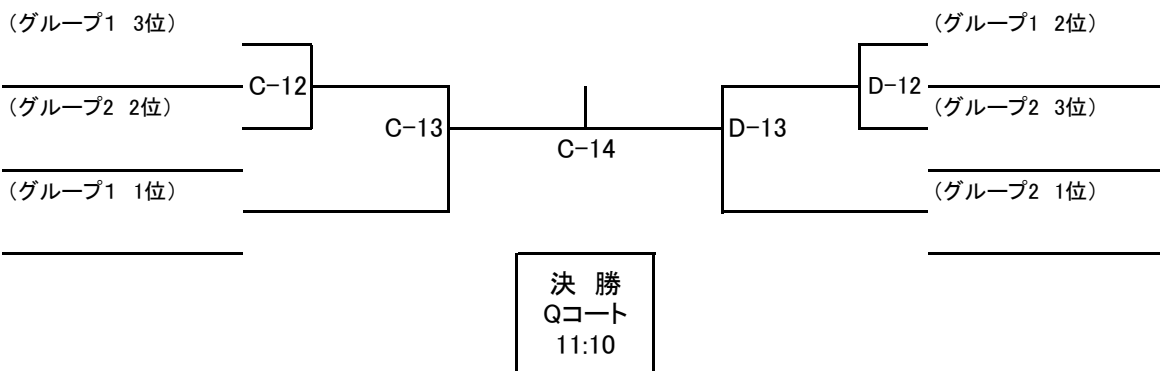 （グループ1　3位）
（グループ1　2位）
C-12
D-12
（グループ2　2位）
（グループ2　3位）
C-13
D-13
C-14
（グループ1　1位）
（グループ2　1位）
決　勝
Qコート
11:10